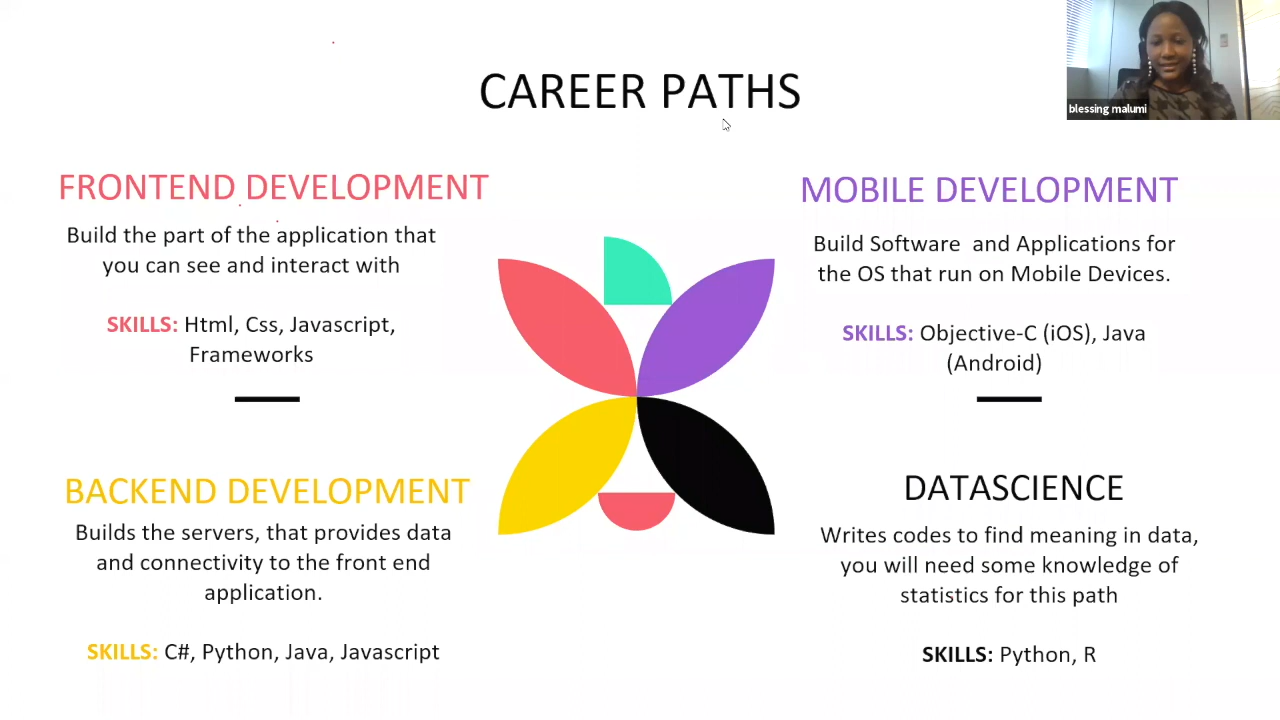 CAREER PATHS
blessing malumi
FRONTEND DEVELOPMENT
Build the part of the application that
you can see and interact with
SKILLS: Html, Css, Javascript,
Frameworks
MOBILE DEVELOPMENT
Build Software and Applications for
the OS that run on Mobile Devices.
SKILLS: Objective-C (iOS), Java
(Android)
BACKEND DEVELOPMENT
Builds the servers, that provides data
and connectivity to the front end
application.
SKILLS: C#, Python, Java, Javascript
DATASCIENCE
Writes codes to find meaning in data,
you will need some knowledge of
statistics for this path
SKILLS: Python, R